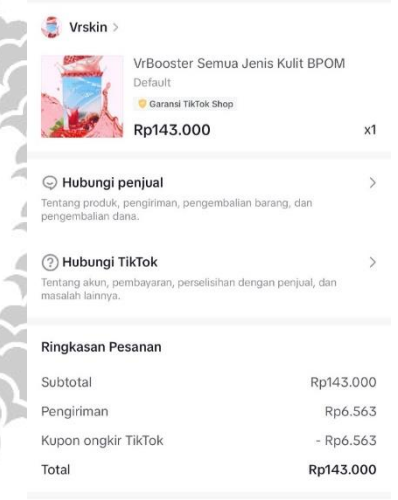 Vrskin >
VrBooster Semua Jenis Kulit BPOM
Default
Garansi TikTok Shop
Rp143.000 x1
Hubungi penjual
Tentang produk, pengiriman, pengembalian barang, dan
pengembalian dana.
Hubungi TikTok
Tentang akun, pembayaran, perselisihan dengan penjual, dan
masalah lainnya.
Ringkasan Pesanan
Subtotal Rp143.000
Pengiriman Rp6.563
Kupon ongkir TikTok - Rp6.563
Total Rp143.000